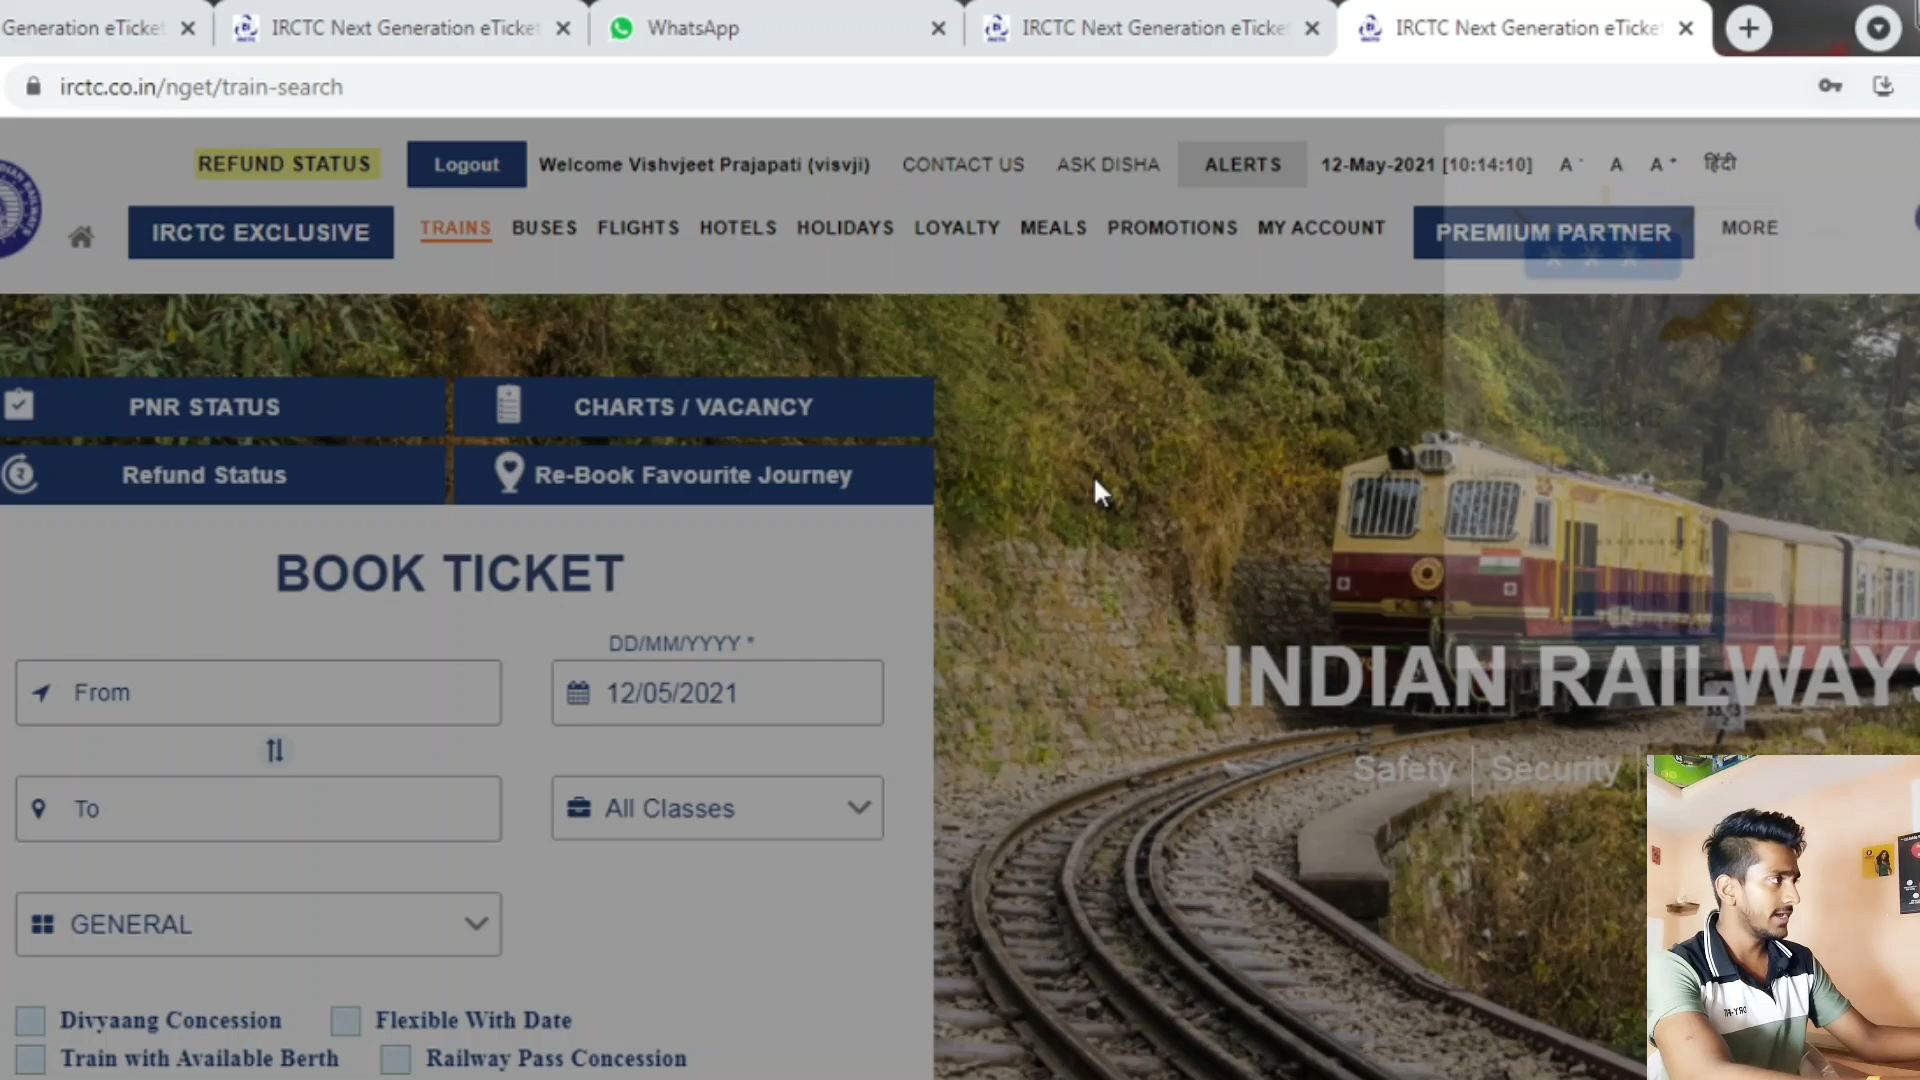 Generation eTicket
IRCTC Next Generation eTicket
WhatsApp
IRCTC Next Generation eTicket
IRCTC Next Generation eTicket
irctc.co.in/nget/train-search
REFUND STATUS
Logout
Welcome Vishvjeet Prajapati (visvji)
CONTACT US
ASK DISHA
ALERTS
12-May-2021 [10:14:10]
A-
A
A+
हिंदी
IRCTC EXCLUSIVE
TRAINS
BUSES
FLIGHTS
HOTELS
HOLIDAYS
LOYALTY
MEALS
PROMOTIONS
MY ACCOUNT
PREMIUM PARTNER
MORE
PNR STATUS
CHARTS / VACANCY
Refund Status
Re-Book Favourite Journey
BOOK TICKET
DD/MM/YYYY *
From
12/05/2021
To
All Classes
GENERAL
Divyaang Concession
Flexible With Date
Train with Available Berth
Railway Pass Concession
INDIAN RAILWAYS
Safety | Security